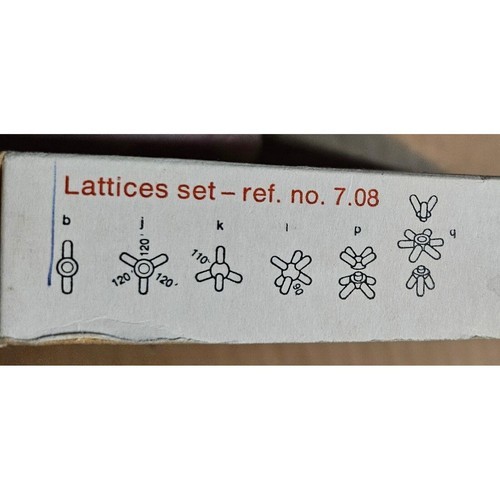 Lattices set – ref. no. 7.08
b j k l p q
120° 120° 120° 110° 90